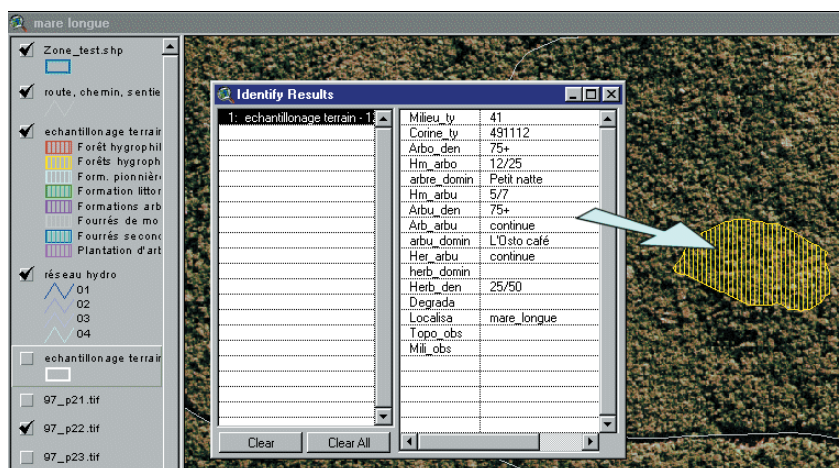 mare longue
Zone_test.shp
route, chemin, sentie
echantillonage terrain
Forêt hygrophil
Forêts hygroph
Form. pionnièr
Formation littor
Formations arb
Fourrés de mo
Fourrés second
Plantation d'art
réseau hydro
01
02
03
04
echantillonage terrain
97_p21.tif
97_p22.tif
97_p23.tif
Identify Results
1: echantillonage terrain - 1
Milieu_ty 41
Corine_ty 491112
Arbo_den 75+
Hm_arbo 12/25
arbre_domin Petit natte
Hm_arbu 5/7
Arbu_den 75+
Arb_arbu continue
arbu_domin L'Osto café
Her_arbu continue
herb_domin
Herb_den 25/50
Degrada
Localisa mare_longue
Topo_obs
Mili_obs
Clear
Clear All